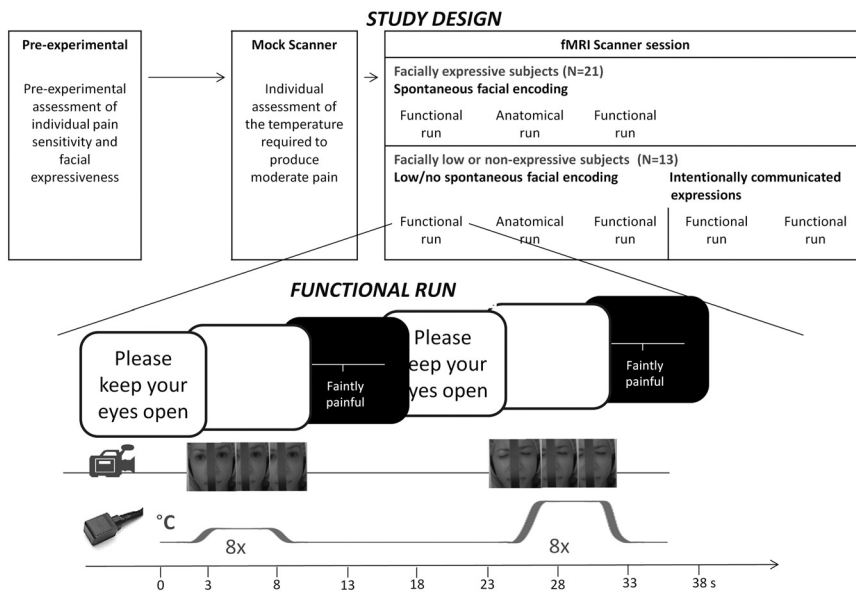 STUDY DESIGN
Pre-experimental
Pre-experimental
assessment of
individual pain
sensitivity and
facial
expressiveness
Mock Scanner
Individual
assessment of
the temperature
required to
produce
moderate pain
fMRI Scanner session
Facially expressive subjects (N=21)
Spontaneous facial encoding
Functional
run
Anatomical
run
Functional
run
Facially low or non-expressive subjects (N=13)
Low/no spontaneous facial encoding
Functional
run
Anatomical
run
Functional
run
Intentionally communicated
expressions
Functional
run
Functional
run
FUNCTIONAL RUN
Please
keep your
eyes open
Faintly
painful
Please
eep your
yes open
Faintly
painful
°C
8x
8x
0 3 8 13 18 23 28 33 38 s